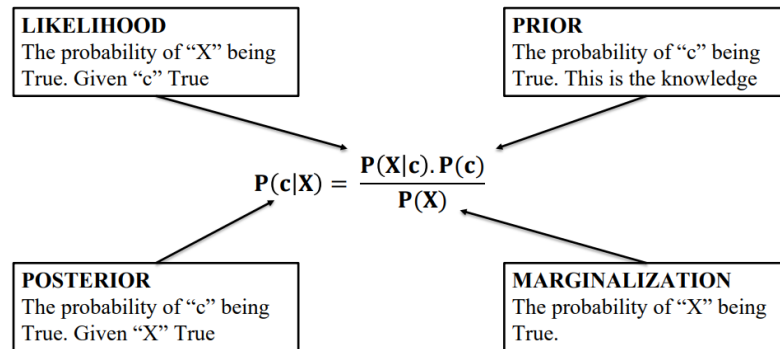 LIKELIHOOD
The probability of “X” being
True. Given “c” True
PRIOR
The probability of “c” being
True. This is the knowledge
P(X|c).P(c)
P(c|X) =
P(X)
POSTERIOR
The probability of “c” being
True. Given “X” True
MARGINALIZATION
The probability of “X” being
True.